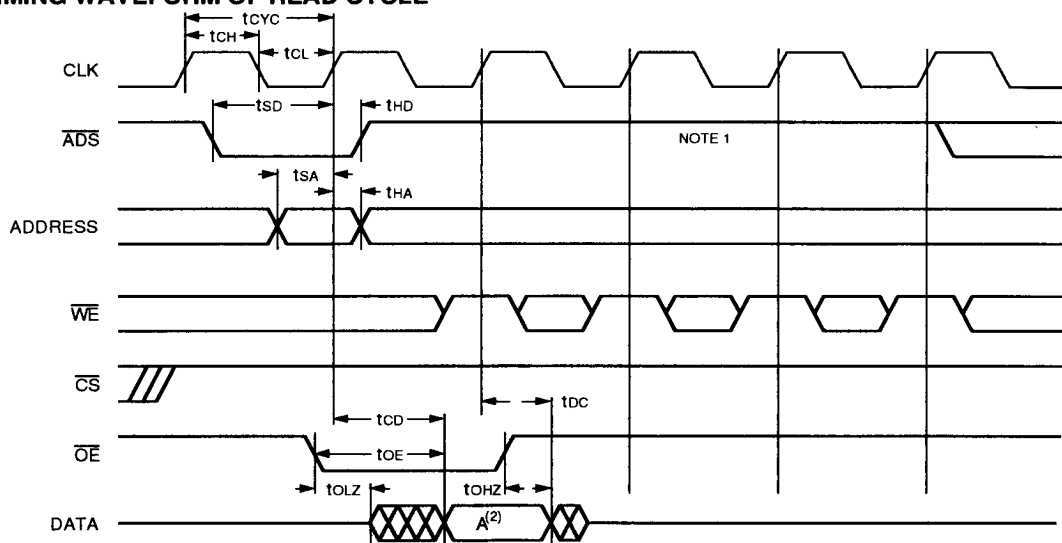 TIMING WAVEFORM OF READ CYCLE
tCYC
tCH
tCL
CLK
tSD
tHD
ADS
NOTE 1
tSA
tHA
ADDRESS
WE
CS
tCD
tDC
OE
tOE
tOLZ
tOHZ
DATA
A(2)